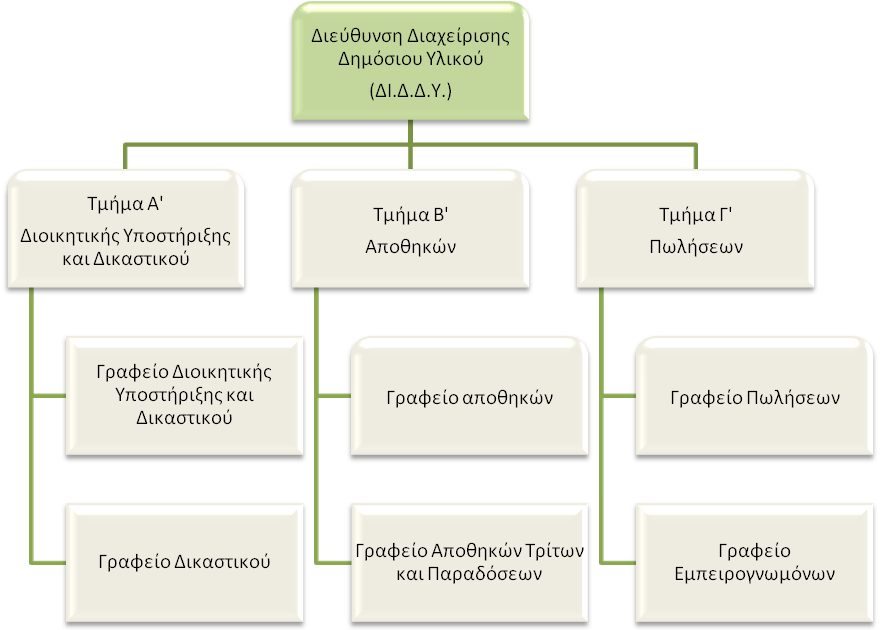 Διεύθυνση Διαχείρισης
Δημόσιου Υλικού
(ΔΙ.Δ.Δ.Υ.)
Τμήμα Α'
Διοικητικής Υποστήριξης
και Δικαστικού
Τμήμα Β'
Αποθηκών
Τμήμα Γ'
Πωλήσεων
Γραφείο Διοικητικής
Υποστήριξης και
Δικαστικού
Γραφείο αποθηκών
Γραφείο Πωλήσεων
Γραφείο Δικαστικού
Γραφείο Αποθηκών Τρίτων
και Παραδόσεων
Γραφείο
Εμπειρογνωμόνων